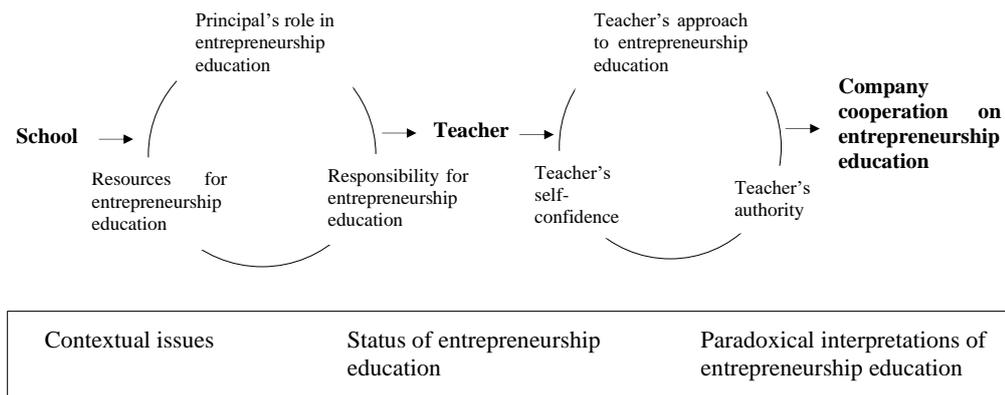 Principal's role in
entrepreneurship
education
Teacher's approach
to entrepreneurship
education
School
Teacher
Company
cooperation on
entrepreneurship
education
Resources for
entrepreneurship
education
Responsibility for
entrepreneurship
education
Teacher's
self-
confidence
Teacher's
authority
Contextual issues
Status of entrepreneurship
education
Paradoxical interpretations of
entrepreneurship education